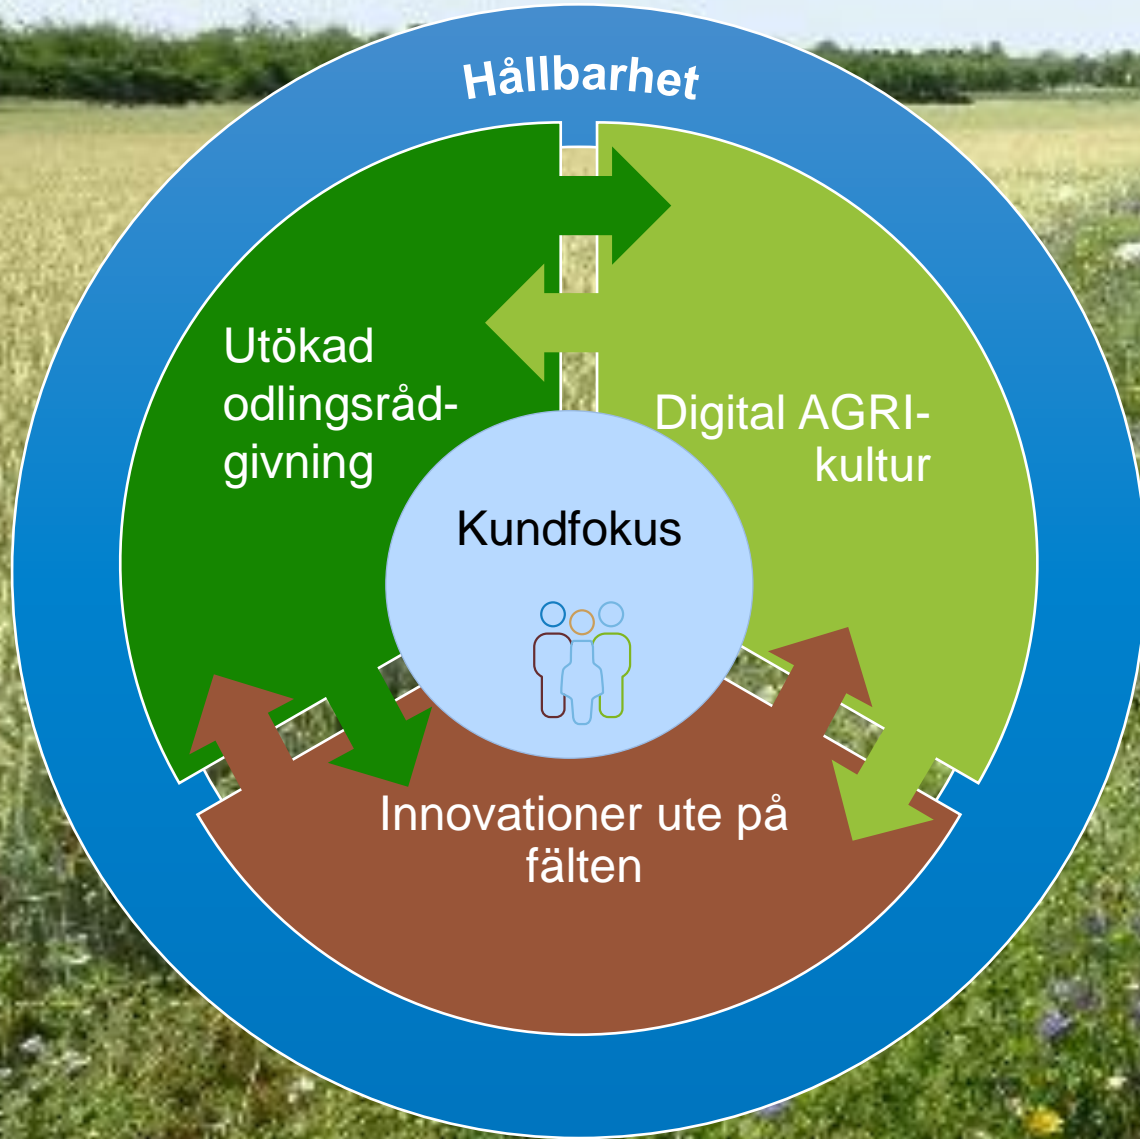 Hållbarhet
Utökad
odlingsråd-
givning
Digital AGRI-
kultur
Kundfokus
Innovationer ute på
fälten